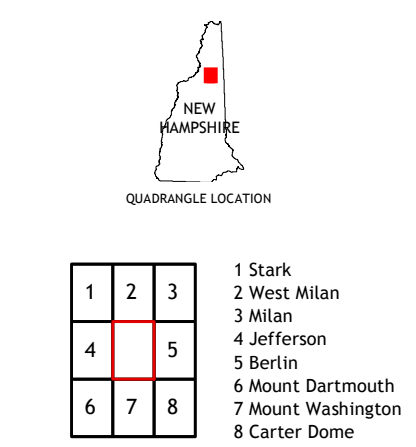 NEW
HAMPSHIRE
QUADRANGLE LOCATION
1 2 3
4 5
6 7 8
1 Stark
2 West Milan
3 Milan
4 Jefferson
5 Berlin
6 Mount Dartmouth
7 Mount Washington
8 Carter Dome